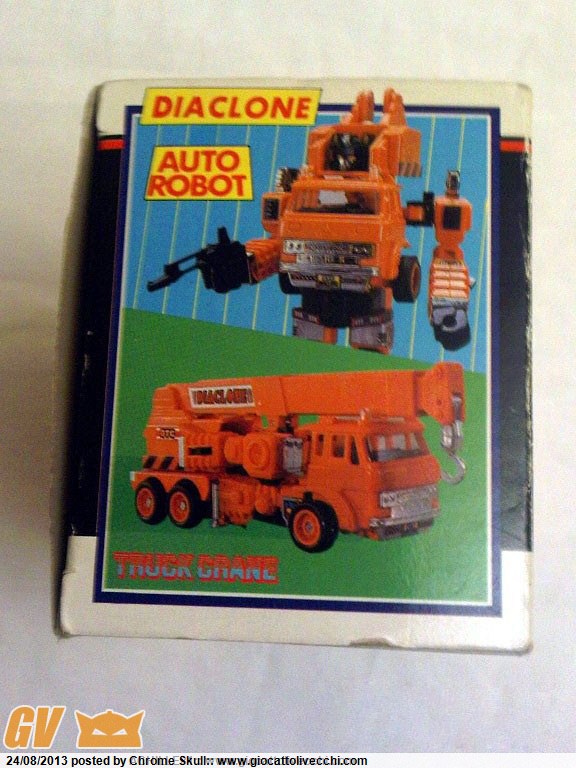 DIACLONE
AUTO
ROBOT
DIACLONE
TRUCK CRANE
GV
24/08/2013 posted by Chrome Skull:: www.giocattolivecchi.com